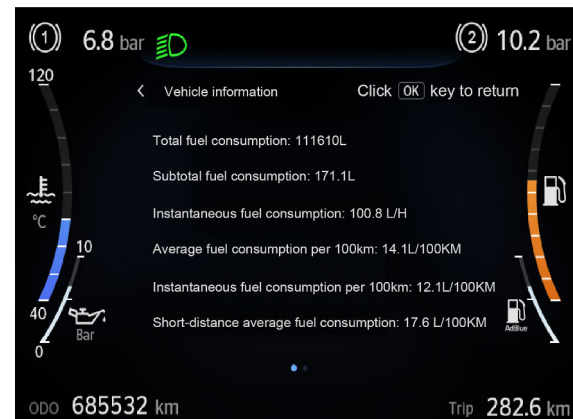 (1) 6.8 bar
(2) 10.2 bar
120
Vehicle information
Click OK key to return
Total fuel consumption: 111610L
Subtotal fuel consumption: 171.1L
Instantaneous fuel consumption: 100.8 L/H
°C
Average fuel consumption per 100km: 14.1L/100KM
10
Instantaneous fuel consumption per 100km: 12.1L/100KM
40
Short-distance average fuel consumption: 17.6 L/100KM
AdBlue
Bar
0
ODO 685532 km
Trip 282.6 km